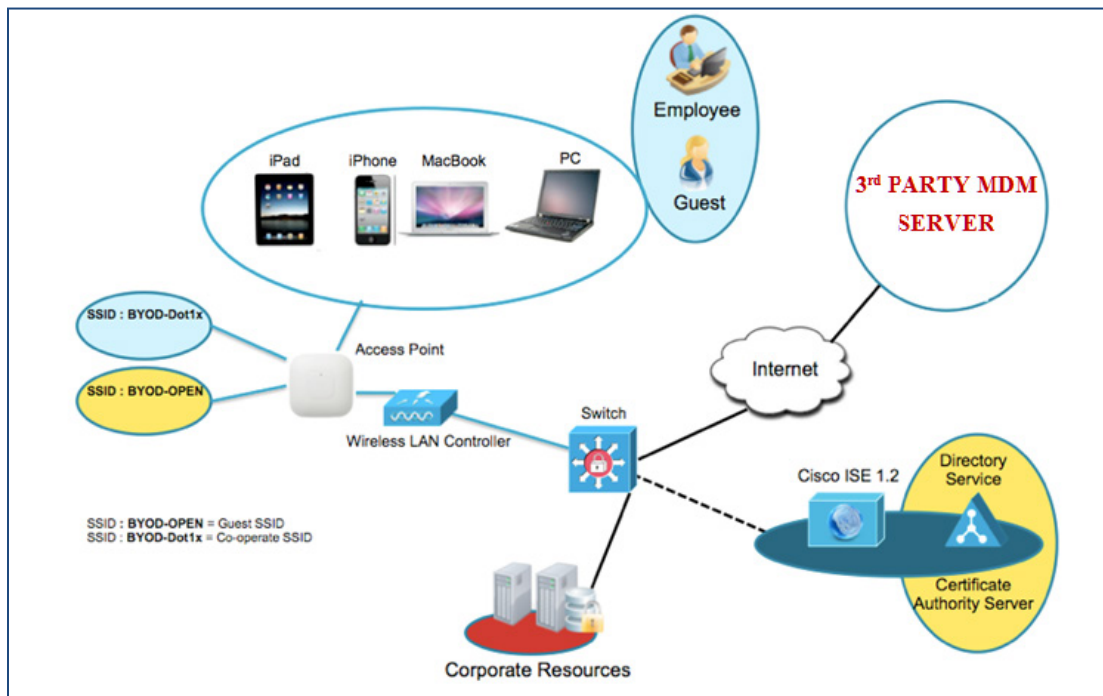 Employee
Guest
iPad
iPhone
MacBook
PC
3rd PARTY MDM
SERVER
SSID : BYOD-Dot1x
Access Point
SSID : BYOD-OPEN
Internet
Switch
Wireless LAN Controller
Cisco ISE 1.2
Directory
Service
SSID : BYOD-OPEN = Guest SSID
SSID : BYOD-Dot1x = Co-operate SSID
Certificate
Authority Server
Corporate Resources